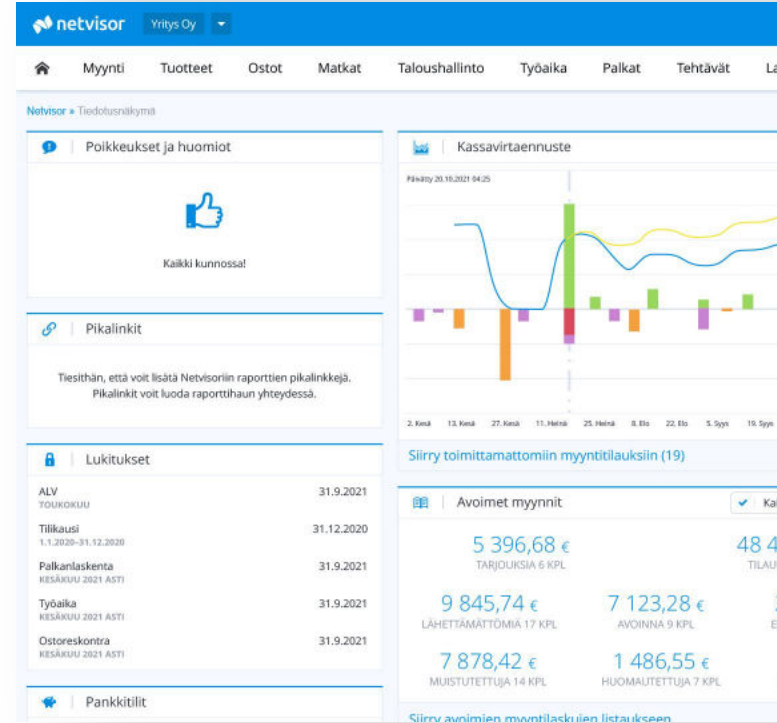 netvisor Yritys Oy
Myynti Tuotteet Ostot Matkat Taloushallinto Työaika Palkat Tehtävät
Netvisor » Tiedotusnäkymä
Poikkeukset ja huomiot
Kaikki kunnossa!
Pikalinkit
Tiesithän, että voit lisätä Netvisoriin raporttien pikalinkkejä.
Pikalinkit voit luoda raporttihaun yhteydessä.
Lukitukset
ALV 31.9.2021
TOUKOKUU
Tilikausi 31.12.2020
1.1.2020–31.12.2020
Palkanlaskenta 31.9.2021
KESÄKUU 2021 ASTI
Työaika 31.9.2021
KESÄKUU 2021 ASTI
Ostoreskontra 31.9.2021
KESÄKUU 2021 ASTI
Pankkitilit
Kassavirtaennuste
Päivätty 20.10.2021 04:25
2. Kesä 13. Kesä 27. Kesä 11. Heinä 25. Heinä 8. Elo 22. Elo 5. Syys 19. Syys
Siirry toimittamattomiin myyntitilauksiin (19)
Avoimet myynnit
5 396,68 € 48 4
TARJOUKSIA 6 KPL
9 845,74 € 7 123,28 €
LÄHETTÄMÄTTÖMIÄ 17 KPL AVOINNA 9 KPL
7 878,42 € 1 486,55 €
MUISTUTETTUJA 14 KPL HUOMAUTETTUJA 7 KPL
Siirry avoimien myyntilaskujen listaukseen